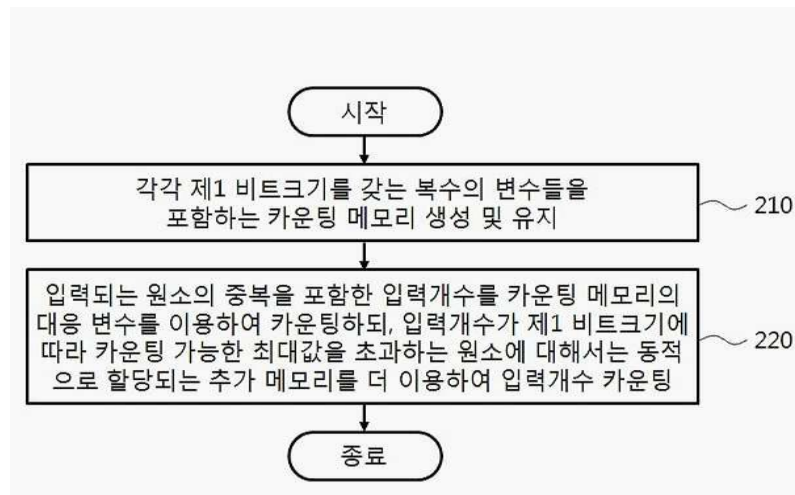 시작
각각 제1 비트크기를 갖는 복수의 변수들을
포함하는 카운팅 메모리 생성 및 유지
210
입력되는 원소의 중복을 포함한 입력개수를 카운팅 메모리의
대응 변수를 이용하여 카운팅하되, 입력개수가 제1 비트크기에
따라 카운팅 가능한 최대값을 초과하는 원소에 대해서는 동적
으로 할당되는 추가 메모리를 더 이용하여 입력개수 카운팅
220
종료